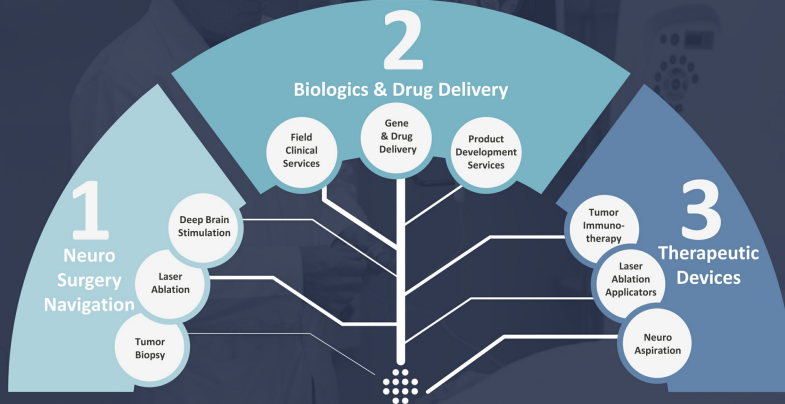 2
Biologics & Drug Delivery
Field
Clinical
Services
Gene
& Drug
Delivery
Product
Development
Services
1
Neuro
Surgery
Navigation
Deep Brain
Stimulation
Laser
Ablation
Tumor
Biopsy
3
Therapeutic
Devices
Tumor
Immuno-
therapy
Laser
Ablation
Applicators
Neuro
Aspiration